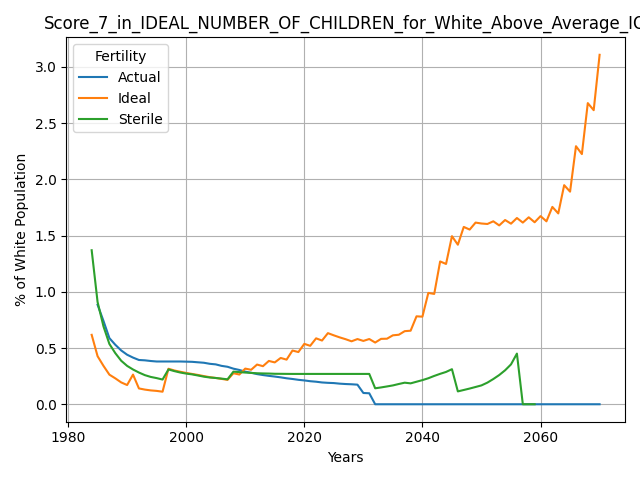 Score_7_in_IDEAL_NUMBER_OF_CHILDREN_for_White_Above_Average_IQ
Fertility
Actual
Ideal
Sterile
3.0
2.5
2.0
1.5
1.0
0.5
0.0
% of White Population
1980 2000 2020 2040 2060
Years